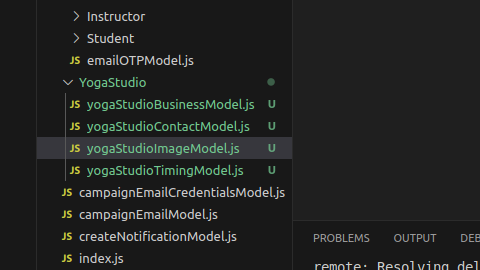 Instructor
Student
JS emailOTPModel.js
YogaStudio
JS yogaStudioBusinessModel.js U
JS yogaStudioContactModel.js U
JS yogaStudioImageModel.js U
JS yogaStudioTimingModel.js U
JS campaignEmailCredentialsModel.js
JS campaignEmailModel.js
JS createNotificationModel.js
JS index.js
PROBLEMS OUTPUT DEB
remote: Resolving del